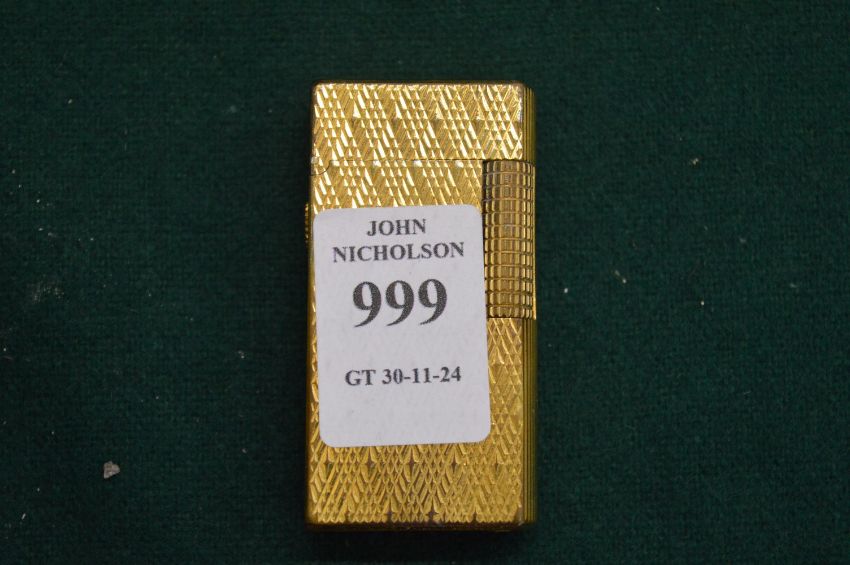 JOHN
NICHOLSON
999
GT 30-11-24